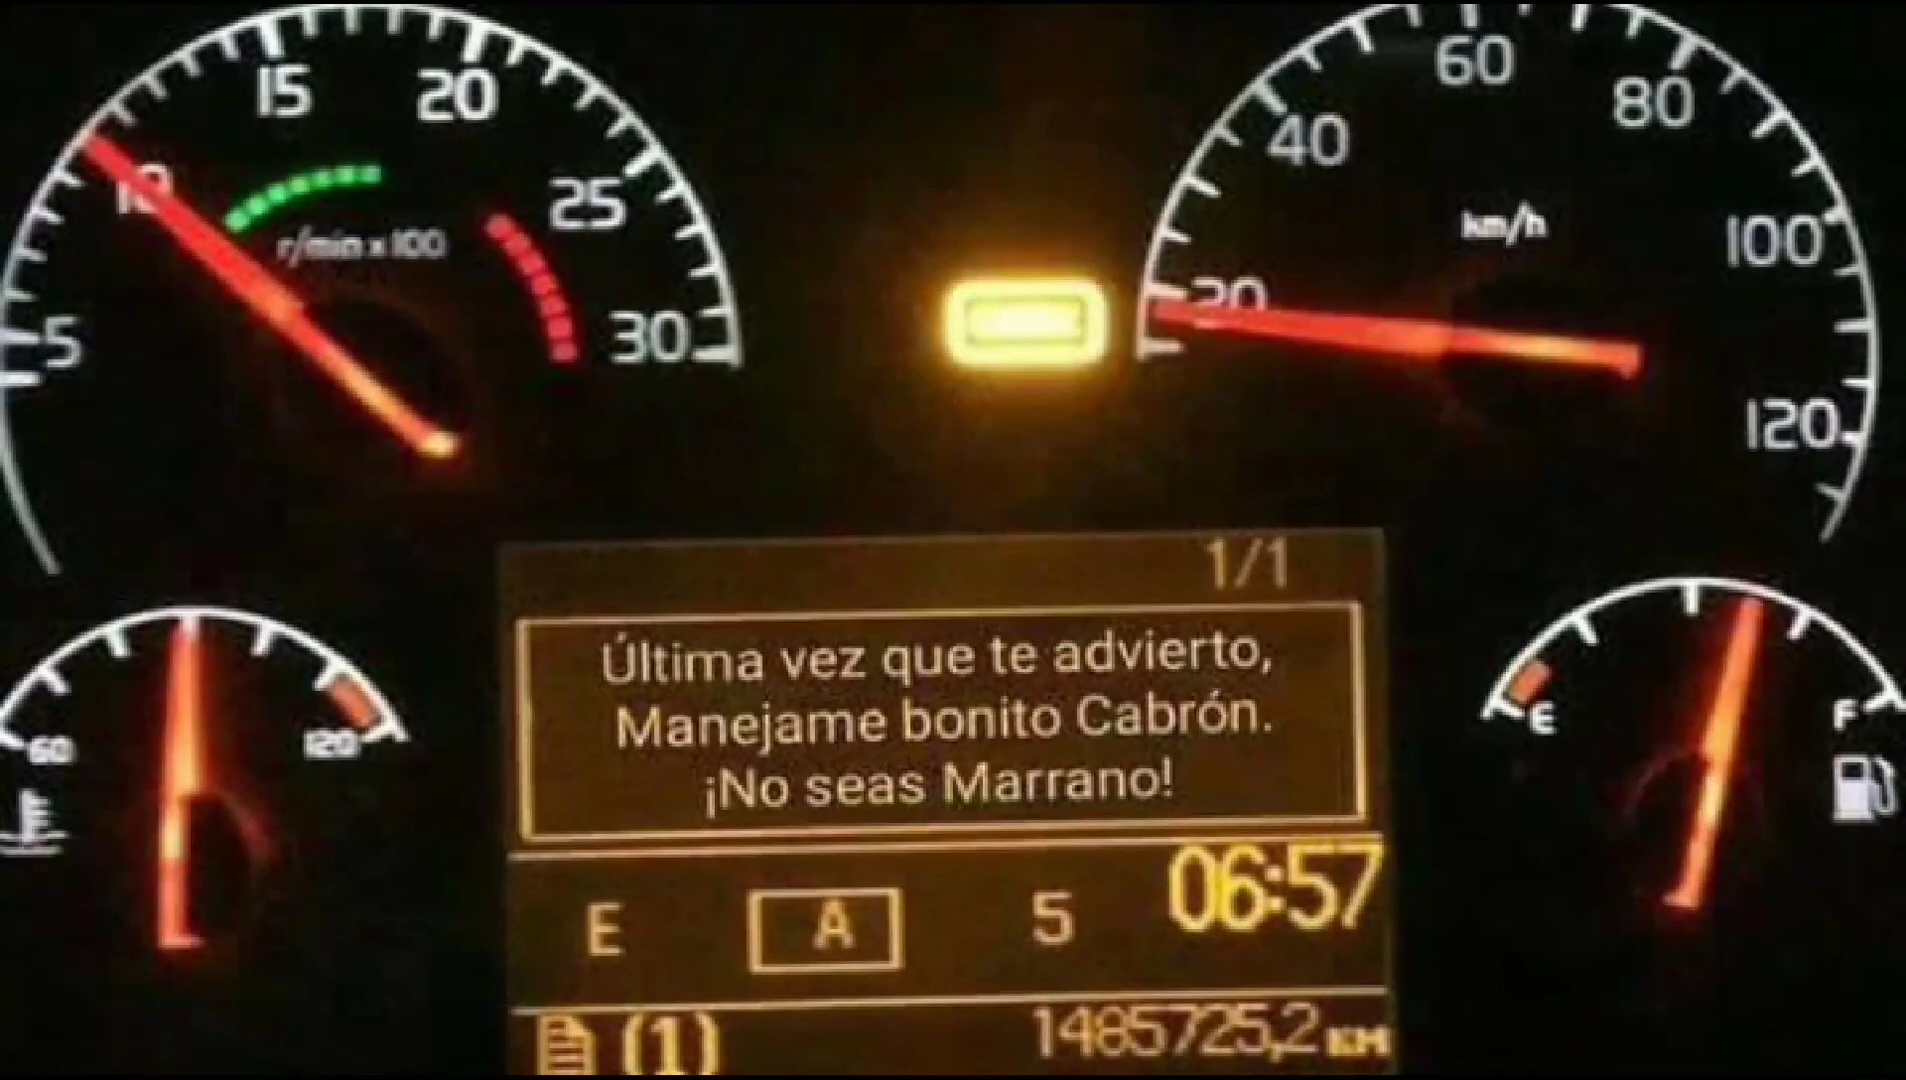 15 20
10 25
r/min x 100
5 30
60
40 80
km/h
20 100
120
1/1
Última vez que te advierto,
Manejame bonito Cabrón.
¡No seas Marrano!
E A 5 06:57
(1) 1485725,2 KM
60 120
E F